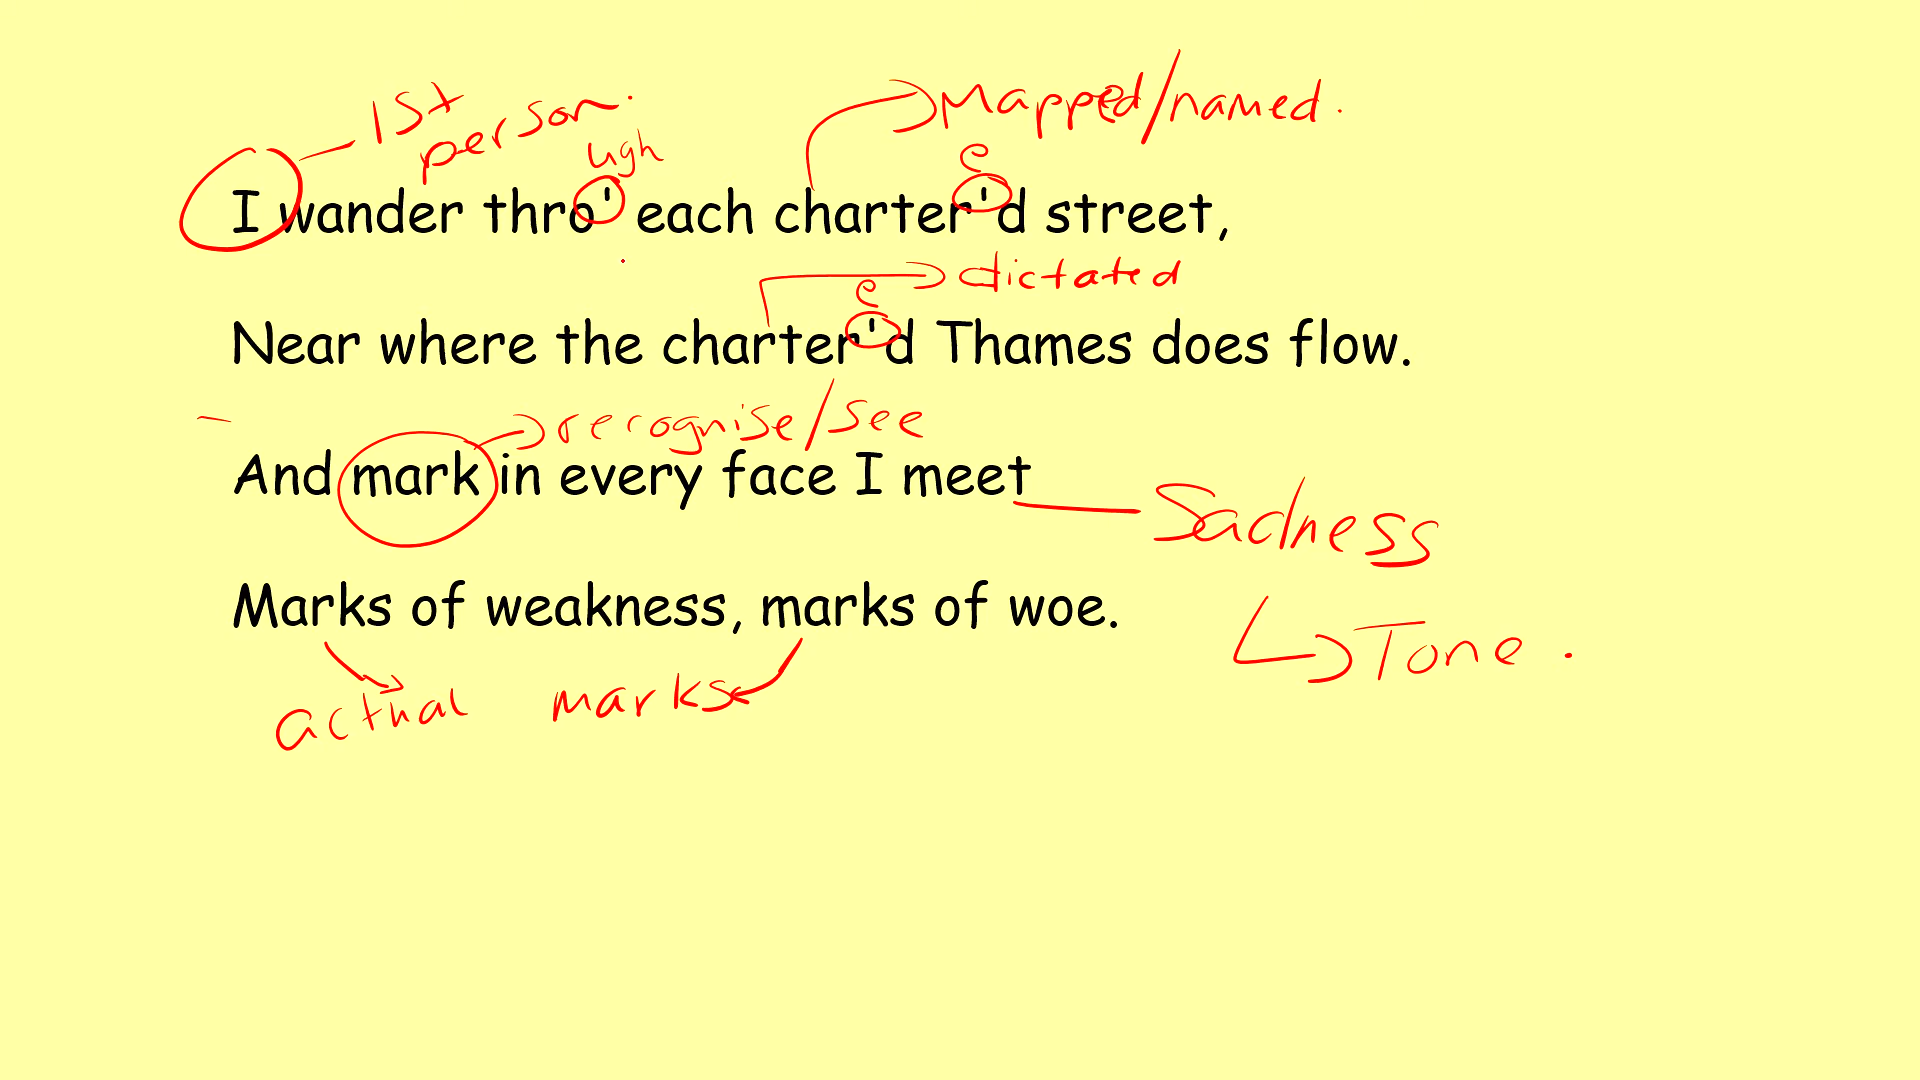 1st
person.
Mapped/named.
ugh
e
I wander thro' each charter'd street,
dictated
e
Near where the charter'd Thames does flow.
recognise/see
And mark in every face I meet
Sadness
Marks of weakness, marks of woe.
Tone.
actual marks